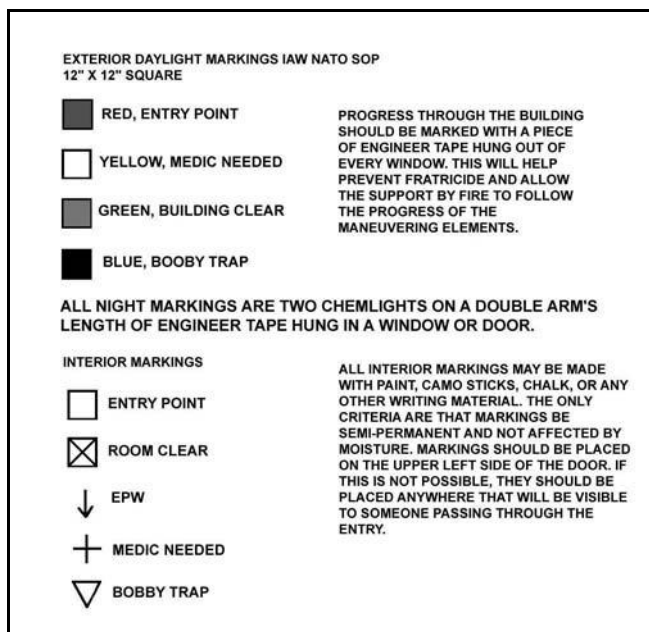 EXTERIOR DAYLIGHT MARKINGS IAW NATO SOP
12" X 12" SQUARE
RED, ENTRY POINT
YELLOW, MEDIC NEEDED
GREEN, BUILDING CLEAR
BLUE, BOOBY TRAP
PROGRESS THROUGH THE BUILDING
SHOULD BE MARKED WITH A PIECE
OF ENGINEER TAPE HUNG OUT OF
EVERY WINDOW. THIS WILL HELP
PREVENT FRATRICIDE AND ALLOW
THE SUPPORT BY FIRE TO FOLLOW
THE PROGRESS OF THE
MANEUVERING ELEMENTS.
ALL NIGHT MARKINGS ARE TWO CHEMLIGHTS ON A DOUBLE ARM'S
LENGTH OF ENGINEER TAPE HUNG IN A WINDOW OR DOOR.
INTERIOR MARKINGS
ENTRY POINT
ROOM CLEAR
EPW
MEDIC NEEDED
BOBBY TRAP
ALL INTERIOR MARKINGS MAY BE MADE
WITH PAINT, CAMO STICKS, CHALK, OR ANY
OTHER WRITING MATERIAL. THE ONLY
CRITERIA ARE THAT MARKINGS BE
SEMI-PERMANENT AND NOT AFFECTED BY
MOISTURE. MARKINGS SHOULD BE PLACED
ON THE UPPER LEFT SIDE OF THE DOOR. IF
THIS IS NOT POSSIBLE, THEY SHOULD BE
PLACED ANYWHERE THAT WILL BE VISIBLE
TO SOMEONE PASSING THROUGH THE
ENTRY.